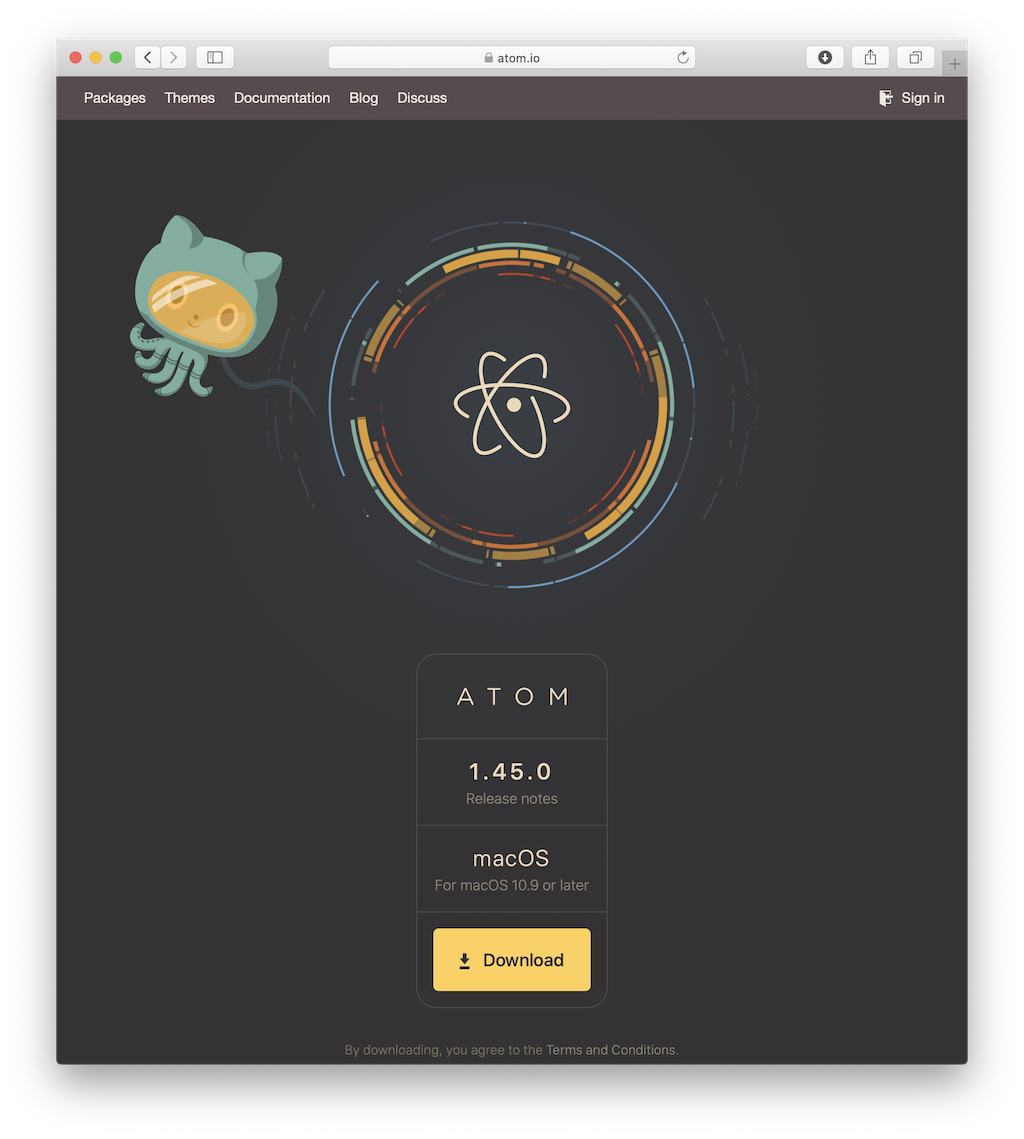 atom.io
Packages Themes Documentation Blog Discuss Sign in
ATOM
1.45.0
Release notes
macOS
For macOS 10.9 or later
Download
By downloading, you agree to the Terms and Conditions.